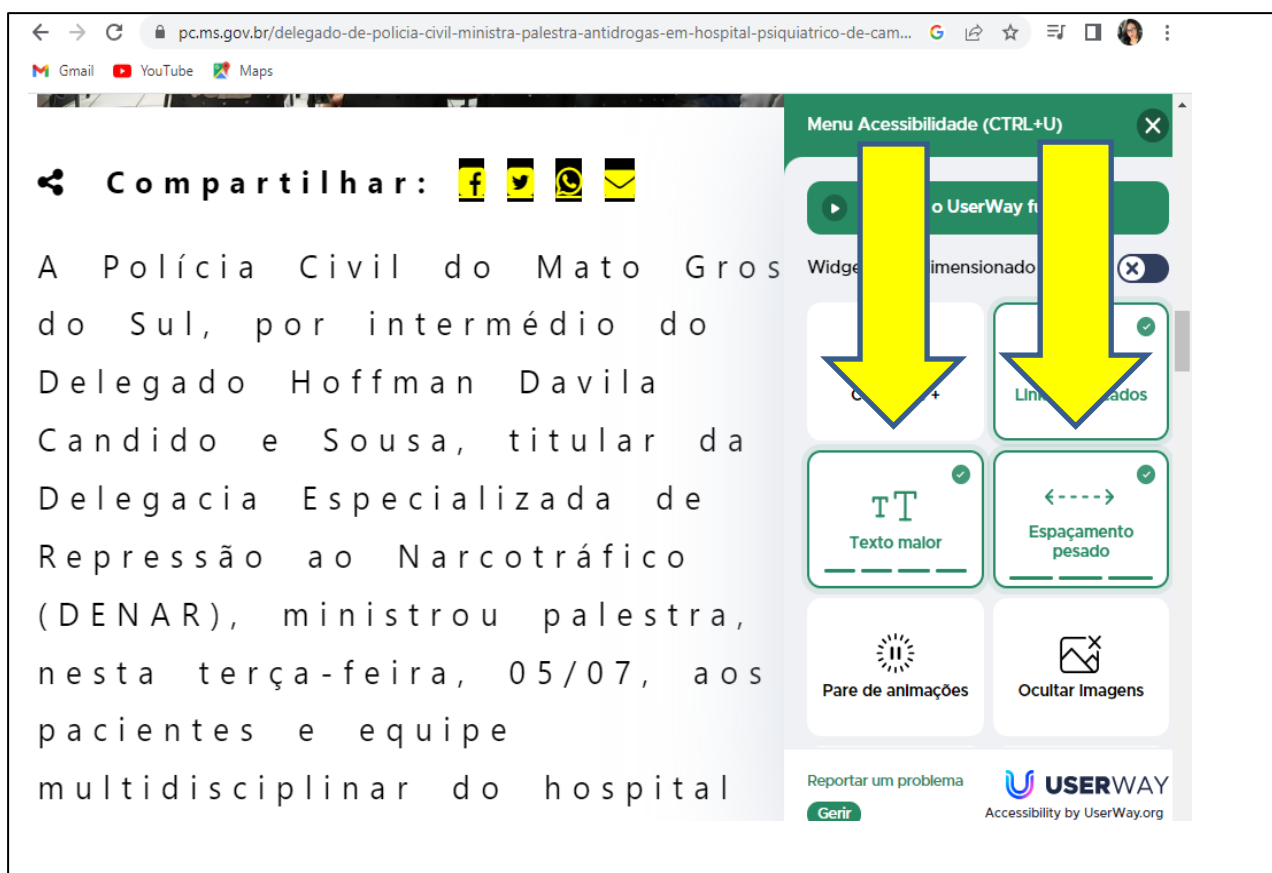 pc.ms.gov.br/delegado-de-policia-civil-ministra-palestra-antidrogas-em-hospital-psiquiatrico-de-cam...
Gmail YouTube Maps
Compartilhar:
A Polícia Civil do Mato Gros
do Sul, por intermédio do
Delegado Hoffman Davila
Candido e Sousa, titular da
Delegacia Especializada de
Repressão ao Narcotráfico
(DENAR), ministrou palestra,
nesta terça-feira, 05/07, aos
pacientes e equipe
multidisciplinar do hospital
Menu Acessibilidade (CTRL+U)
o UserWay
Texto maior
Espaçamento
pesado
Pare de animações
Ocultar Imagens
Reportar um problema
Gerir
USERWAY
Accessibility by UserWay.org